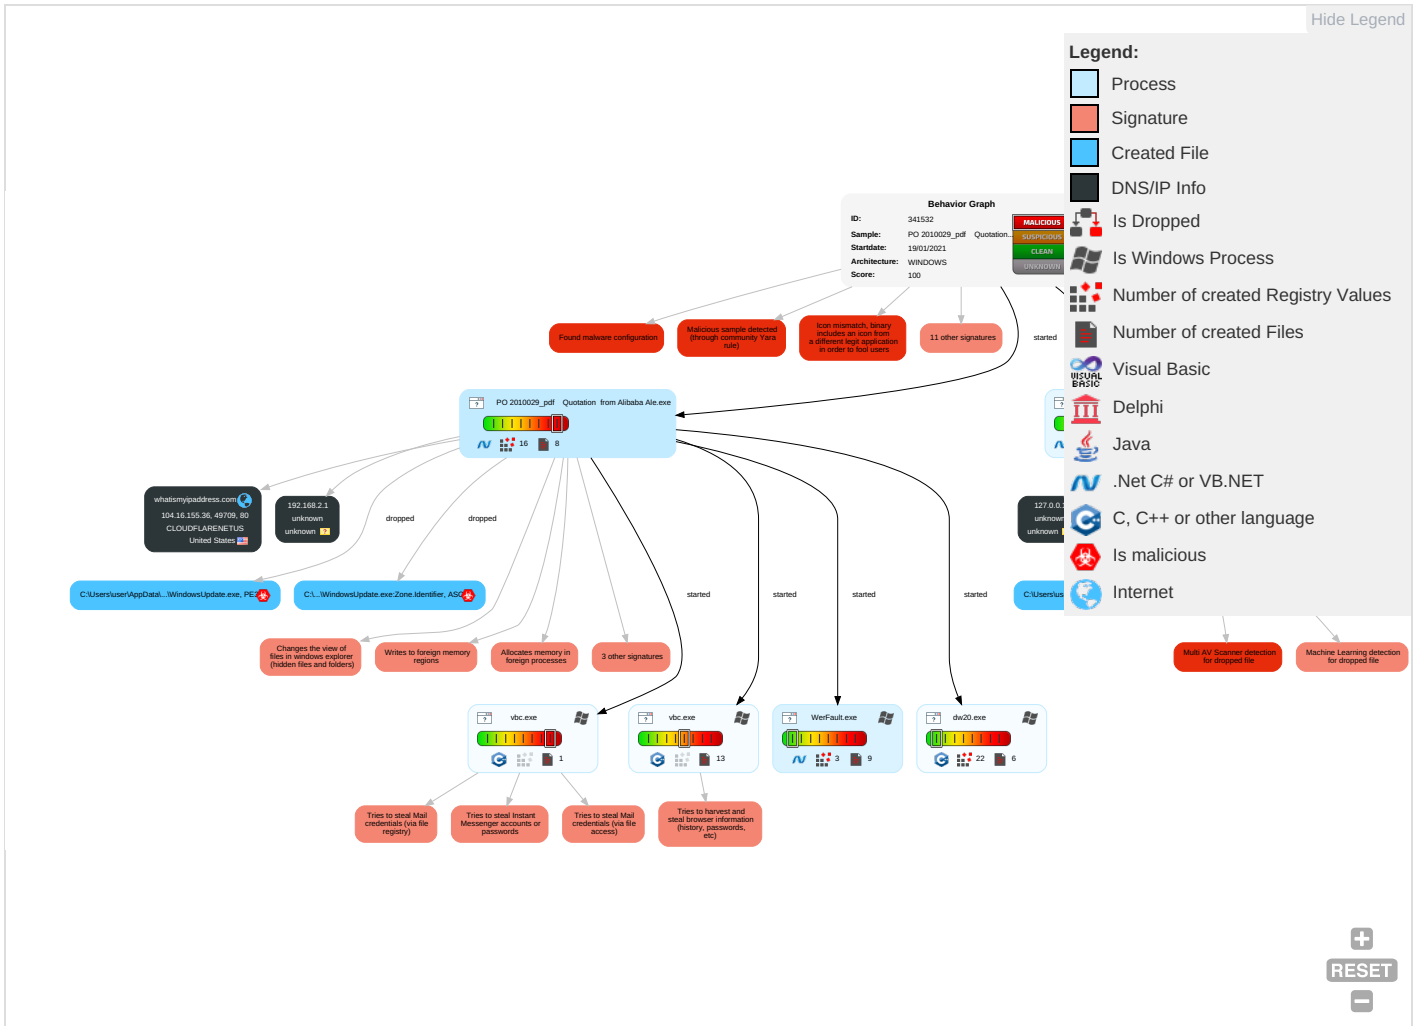 Hide Legend
Legend:
Process
Signature
Created File
DNS/IP Info
Is Dropped
Is Windows Process
Number of created Registry Values
Number of created Files
VISUAL
BASIC
Visual Basic
Delphi
Java
.Net C# or VB.NET
C, C++ or other language
Is malicious
Internet
Behavior Graph
ID: 341532
Sample: PO 2010029_pdf Quotation...
Startdate: 19/01/2021
Architecture: WINDOWS
Score: 100
MALICIOUS
SUSPICIOUS
CLEAN
UNKNOWN
Found malware configuration
Malicious sample detected
(through community Yara
rule)
Icon mismatch, binary
includes an icon from
a different legit application
in order to fool users
11 other signatures
started
PO 2010029_pdf Quotation from Alibaba Ale.exe
16 8
whatismyipaddress.com
104.16.155.36, 49709, 80
CLOUDFLARENETUS
United States
192.168.2.1
unknown
unknown
dropped
dropped
127.0.0.
unknown
unknown
C:\Users\user\AppData\...\WindowsUpdate.exe, PE
C:\...\WindowsUpdate.exe:Zone.Identifier, ASC
started
started
started
started
C:\Users\us
Changes the view of
files in windows explorer
(hidden files and folders)
Writes to foreign memory
regions
Allocates memory in
foreign processes
3 other signatures
Multi AV Scanner detection
for dropped file
Machine Learning detection
for dropped file
vbc.exe
1
vbc.exe
13
WerFault.exe
3 9
dw20.exe
22 6
Tries to steal Mail
credentials (via file
registry)
Tries to steal Instant
Messenger accounts or
passwords
Tries to steal Mail
credentials (via file
access)
Tries to harvest and
steal browser information
(history, passwords,
etc)
RESET